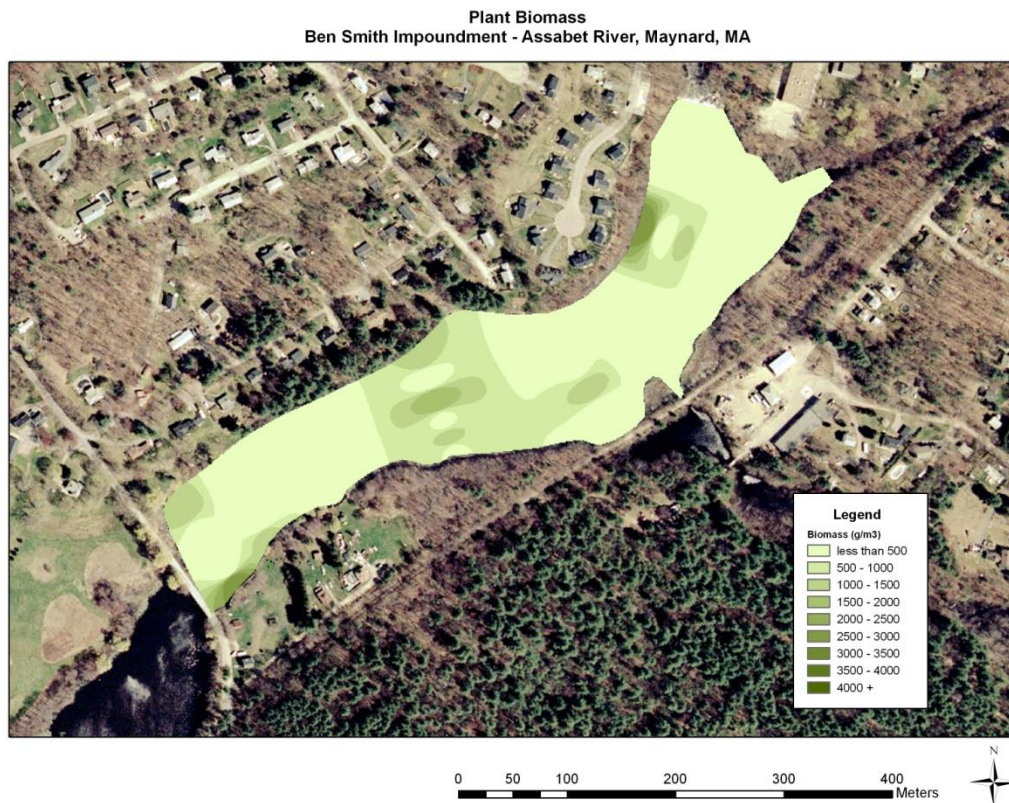 Plant Biomass
Ben Smith Impoundment - Assabet River, Maynard, MA
Legend
Biomass (g/m3)
less than 500
500 - 1000
1000 - 1500
1500 - 2000
2000 - 2500
2500 - 3000
3000 - 3500
3500 - 4000
4000 +
N
0 50 100 200 300 400
Meters